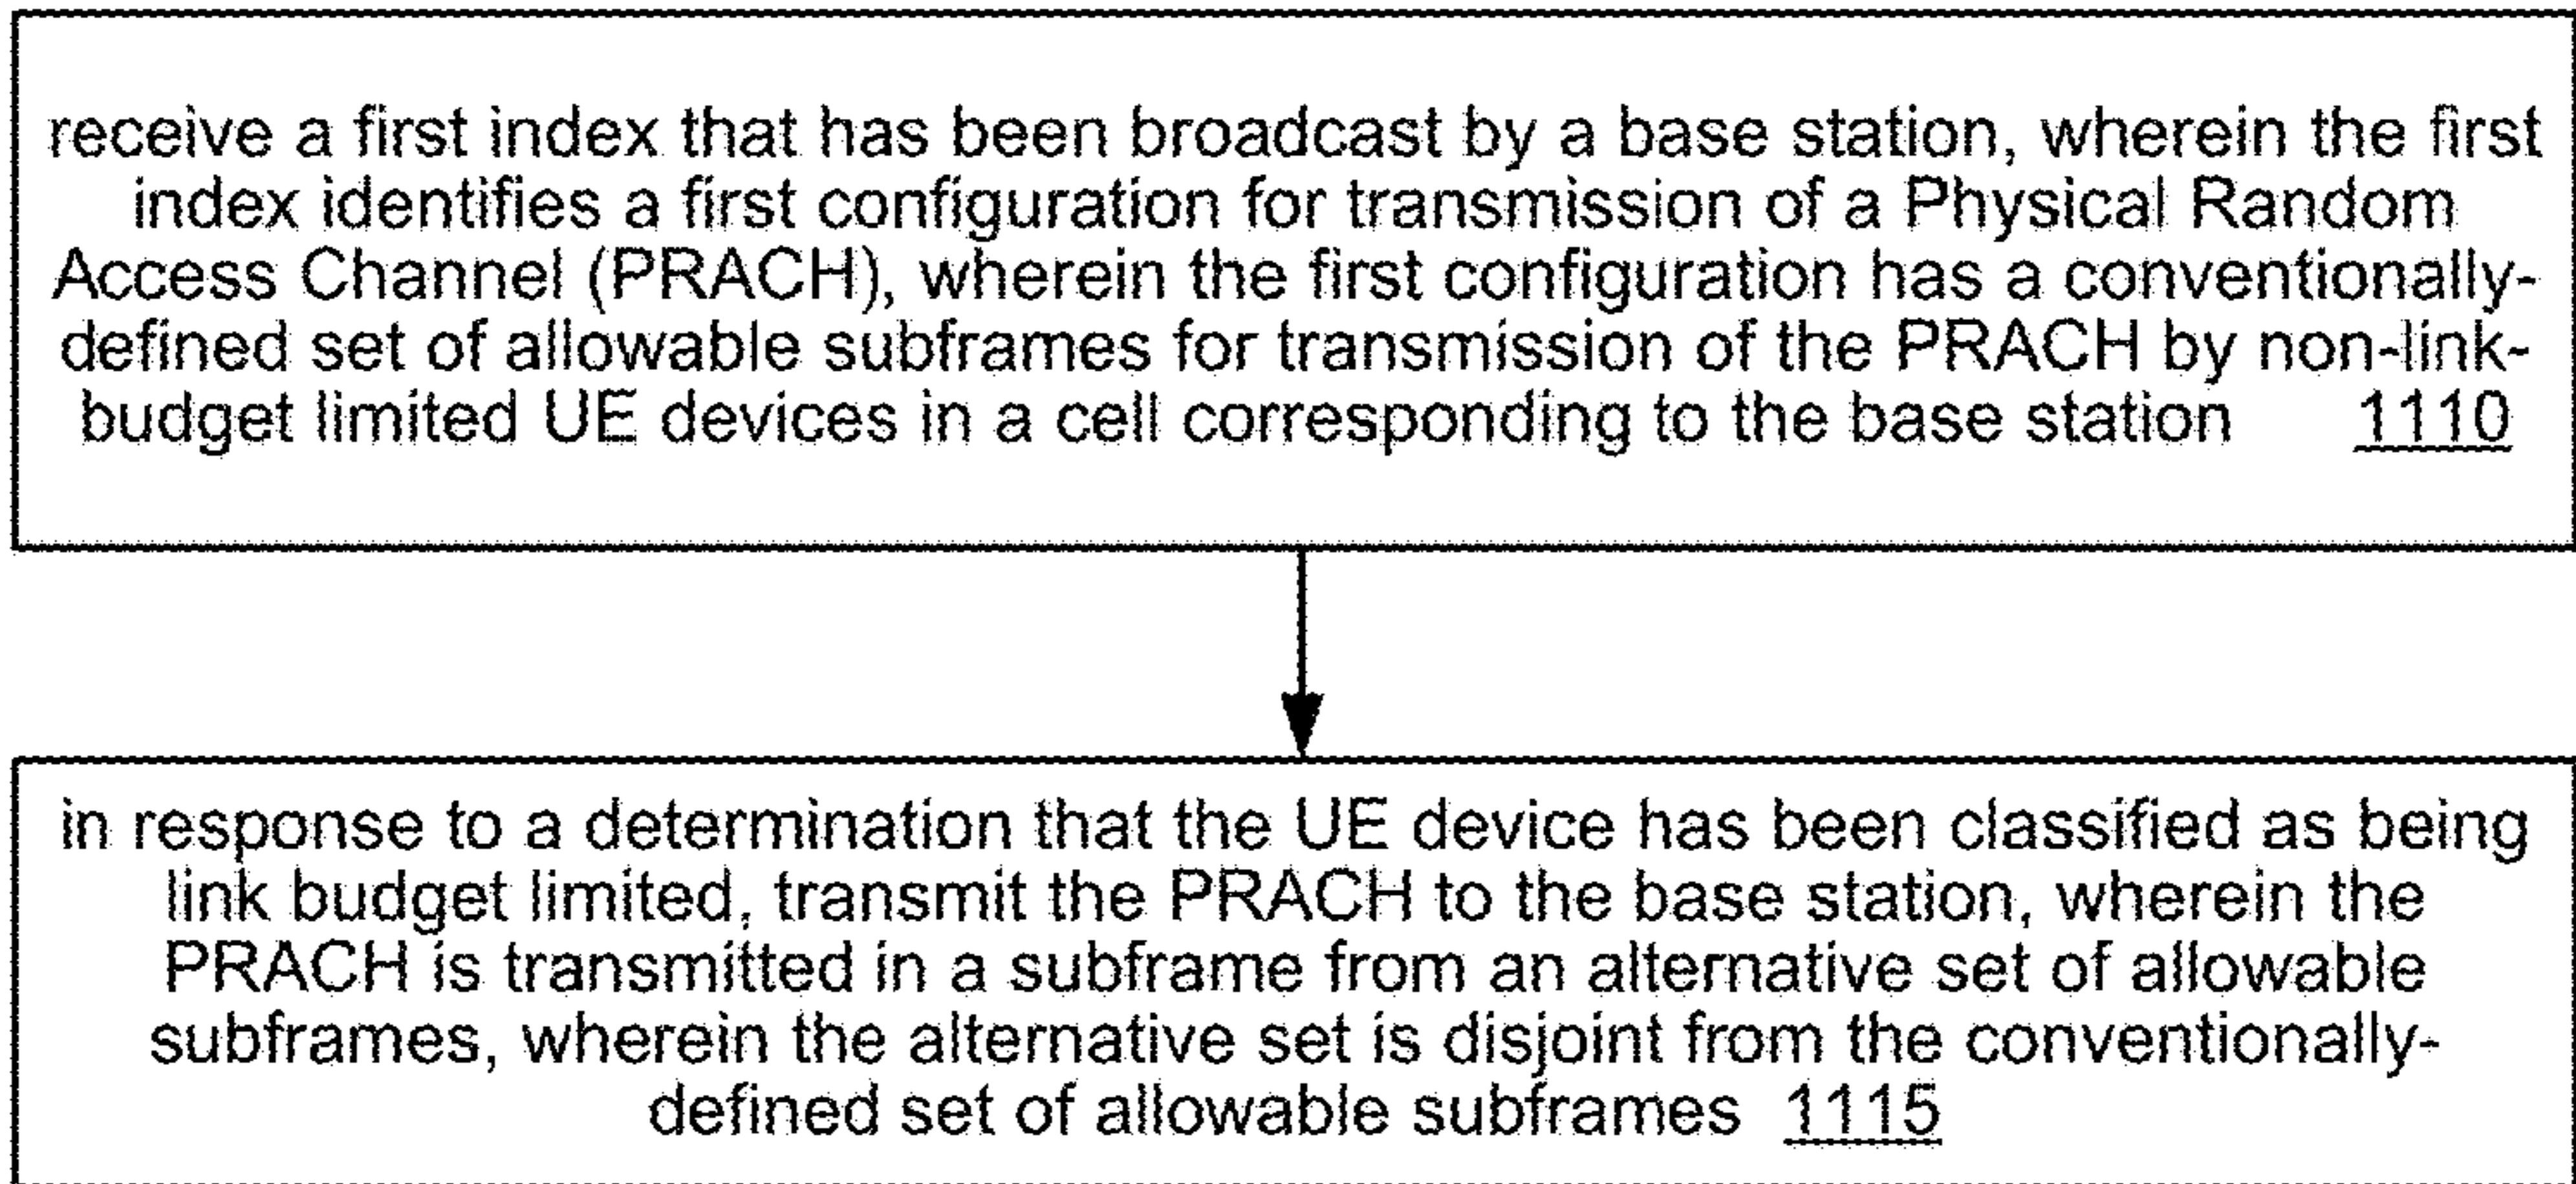 receive a first index that has been broadcast by a base station, wherein the first
index identifies a first configuration for transmission of a Physical Random
Access Channel (PRACH), wherein the first configuration has a conventionally-
defined set of allowable subframes for transmission of the PRACH by non-link-
budget limited UE devices in a cell corresponding to the base station 1110
in response to a determination that the UE device has been classified as being
link budget limited, transmit the PRACH to the base station, wherein the
PRACH is transmitted in a subframe from an alternative set of allowable
subframes, wherein the alternative set is disjoint from the conventionally-
defined set of allowable subframes 1115